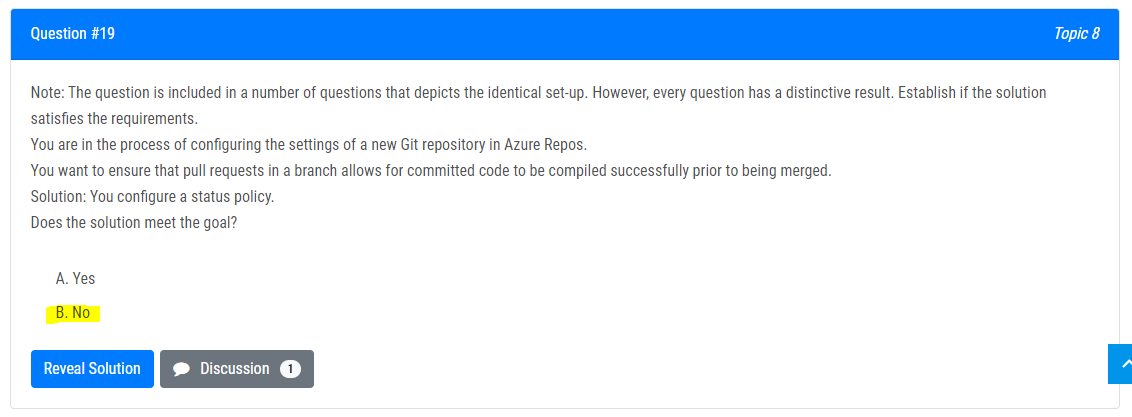 Question #19 Topic 8
Note: The question is included in a number of questions that depicts the identical set-up. However, every question has a distinctive result. Establish if the solution
satisfies the requirements.
You are in the process of configuring the settings of a new Git repository in Azure Repos.
You want to ensure that pull requests in a branch allows for committed code to be compiled successfully prior to being merged.
Solution: You configure a status policy.
Does the solution meet the goal?
A. Yes
B. No
Reveal Solution Discussion 1